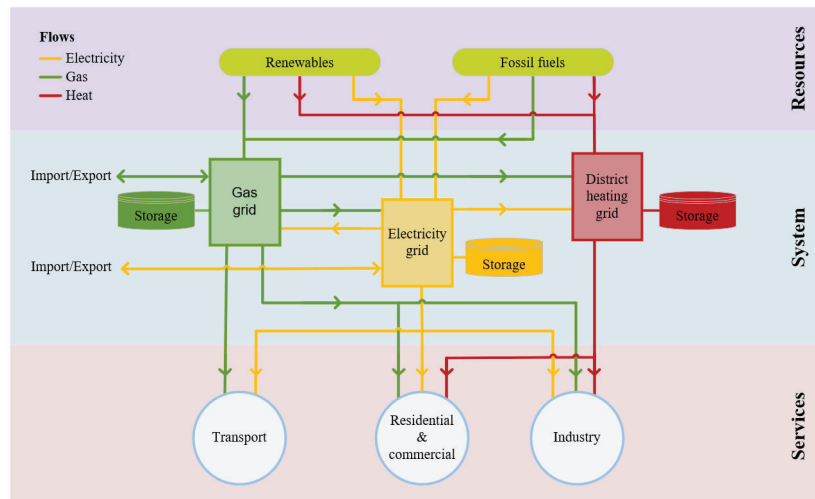 Flows
Electricity
Gas
Heat
Renewables
Fossil fuels
Resources
Import/Export
Storage
Gas
grid
Electricity
grid
Storage
District
heating
grid
Storage
Import/Export
System
Transport
Residential
&
commercial
Industry
Services